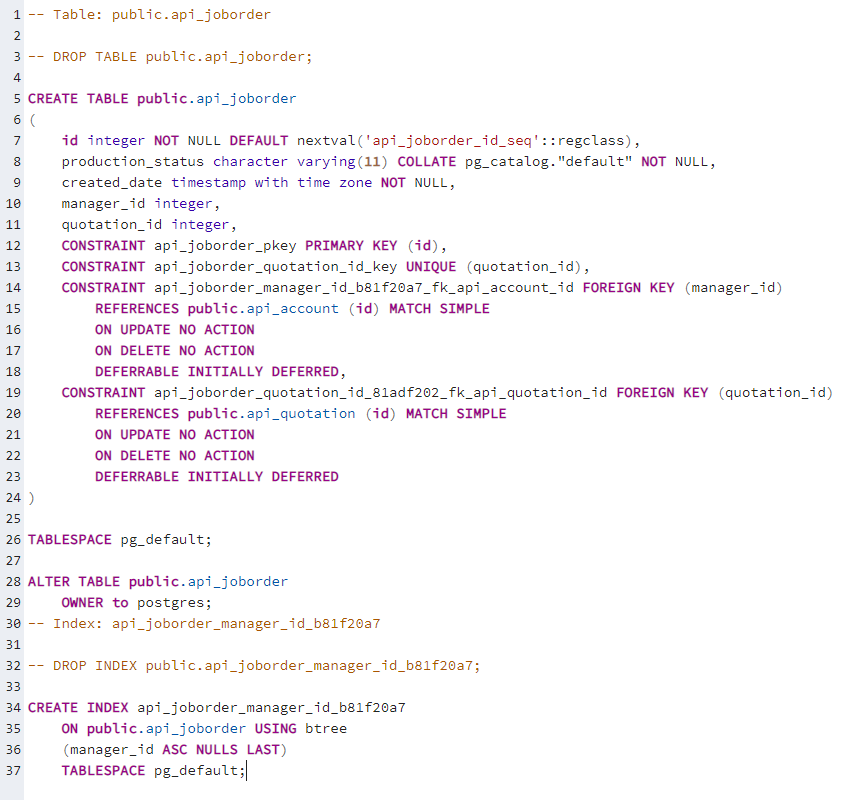 1 -- Table: public.api_joborder
2
3 -- DROP TABLE public.api_joborder;
4
5 CREATE TABLE public.api_joborder
6 (
7     id integer NOT NULL DEFAULT nextval('api_joborder_id_seq'::regclass),
8     production_status character varying(11) COLLATE pg_catalog."default" NOT NULL,
9     created_date timestamp with time zone NOT NULL,
10     manager_id integer,
11     quotation_id integer,
12     CONSTRAINT api_joborder_pkey PRIMARY KEY (id),
13     CONSTRAINT api_joborder_quotation_id_key UNIQUE (quotation_id),
14     CONSTRAINT api_joborder_manager_id_b81f20a7_fk_api_account_id FOREIGN KEY (manager_id)
15         REFERENCES public.api_account (id) MATCH SIMPLE
16         ON UPDATE NO ACTION
17         ON DELETE NO ACTION
18         DEFERRABLE INITIALLY DEFERRED,
19     CONSTRAINT api_joborder_quotation_id_81adf202_fk_api_quotation_id FOREIGN KEY (quotation_id)
20         REFERENCES public.api_quotation (id) MATCH SIMPLE
21         ON UPDATE NO ACTION
22         ON DELETE NO ACTION
23         DEFERRABLE INITIALLY DEFERRED
24 )
25
26 TABLESPACE pg_default;
27
28 ALTER TABLE public.api_joborder
29     OWNER to postgres;
30 -- Index: api_joborder_manager_id_b81f20a7
31
32 -- DROP INDEX public.api_joborder_manager_id_b81f20a7;
33
34 CREATE INDEX api_joborder_manager_id_b81f20a7
35     ON public.api_joborder USING btree
36     (manager_id ASC NULLS LAST)
37     TABLESPACE pg_default;